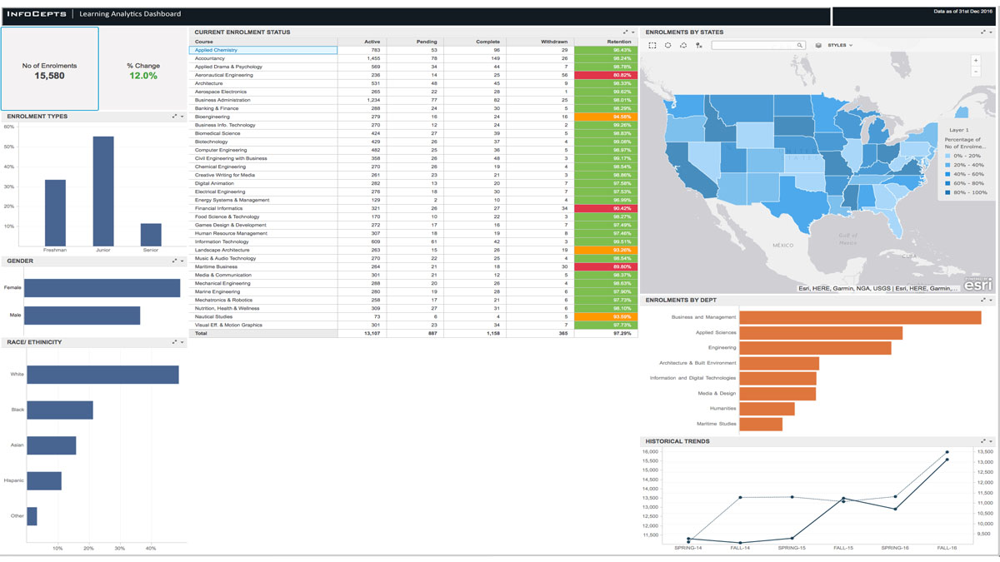 INFOCEPTS | Learning Analytics Dashboard
Data as of 31st Dec 2016
No of Enrolments
15,580
% Change
12.0%
ENROLMENT TYPES
60%
50%
40%
30%
20%
10%
Freshman Junior Senior
GENDER
Female
Male
RACE/ ETHNICITY
White
Black
Asian
Hispanic
Other
10% 20% 30% 40%
CURRENT ENROLMENT STATUS
Course Active Pending Complete Withdrawn Retention
Applied Chemistry 783 53 96 29 96.43%
Accountancy 1,455 78 149 26 98.24%
Applied Drama & Psychology 569 34 44 7 98.78%
Aeronautical Engineering 236 14 25 56 80.82%
Architecture 531 48 45 9 98.33%
Aerospace Electronics 265 22 28 1 99.62%
Business Administration 1,234 77 82 25 98.01%
Banking & Finance 288 24 30 5 98.29%
Bioengineering 279 16 24 16 94.58%
Business Info. Technology 270 12 24 2 99.26%
Biomedical Science 424 27 39 5 98.83%
Biotechnology 429 26 37 4 99.08%
Computer Engineering 482 25 36 5 98.97%
Civil Engineering with Business 358 26 48 3 99.17%
Chemical Engineering 270 26 19 4 98.54%
Creative Writing for Media 261 23 21 3 98.86%
Digital Animation 282 13 20 7 97.58%
Electrical Engineering 276 18 30 7 97.53%
Energy Systems & Management 129 2 10 4 96.99%
Financial Informatics 321 26 27 34 90.42%
Food Science & Technology 170 10 22 3 98.27%
Games Design & Development 272 17 16 7 97.49%
Human Resource Management 307 18 19 8 97.46%
Information Technology 609 61 42 3 99.51%
Landscape Architecture 263 15 26 19 93.26%
Music & Audio Technology 270 22 25 4 98.54%
Maritime Business 264 21 18 30 89.80%
Media & Communication 301 21 12 5 98.37%
Mechanical Engineering 288 20 26 4 98.63%
Marine Engineering 280 19 28 6 97.90%
Mechatronics & Robotics 258 17 21 6 97.73%
Nutrition, Health & Wellness 309 27 31 6 98.10%
Nautical Studies 73 6 4 5 93.59%
Visual Eff. & Motion Graphics 301 23 34 7 97.73%
Total 13,107 887 1,158 365 97.29%
ENROLMENTS BY STATES
STYLES
+
−
UNITED
STATES
MÉXICO
Gulf of
Mexico
CUBA
Layer 1
Percentage of
No of Enrolme...
0% - 20%
20% - 40%
40% - 60%
60% - 80%
80% - 100%
Esri, HERE, Garmin, NGA, USGS | Esri, HERE, Garmin,...
POWERED BY
esri
ENROLMENTS BY DEPT
Business and Management
Applied Sciences
Engineering
Architecture & Built Environment
Information and Digital Technologies
Media & Design
Humanities
Maritime Studies
HISTORICAL TRENDS
16,000 13,500
15,500 13,000
15,000 12,500
14,500 12,000
14,000 11,500
13,500 11,000
13,000 10,500
12,500 10,000
12,000 9,500
11,500
SPRING-14 FALL-14 SPRING-15 FALL-15 SPRING-16 FALL-16